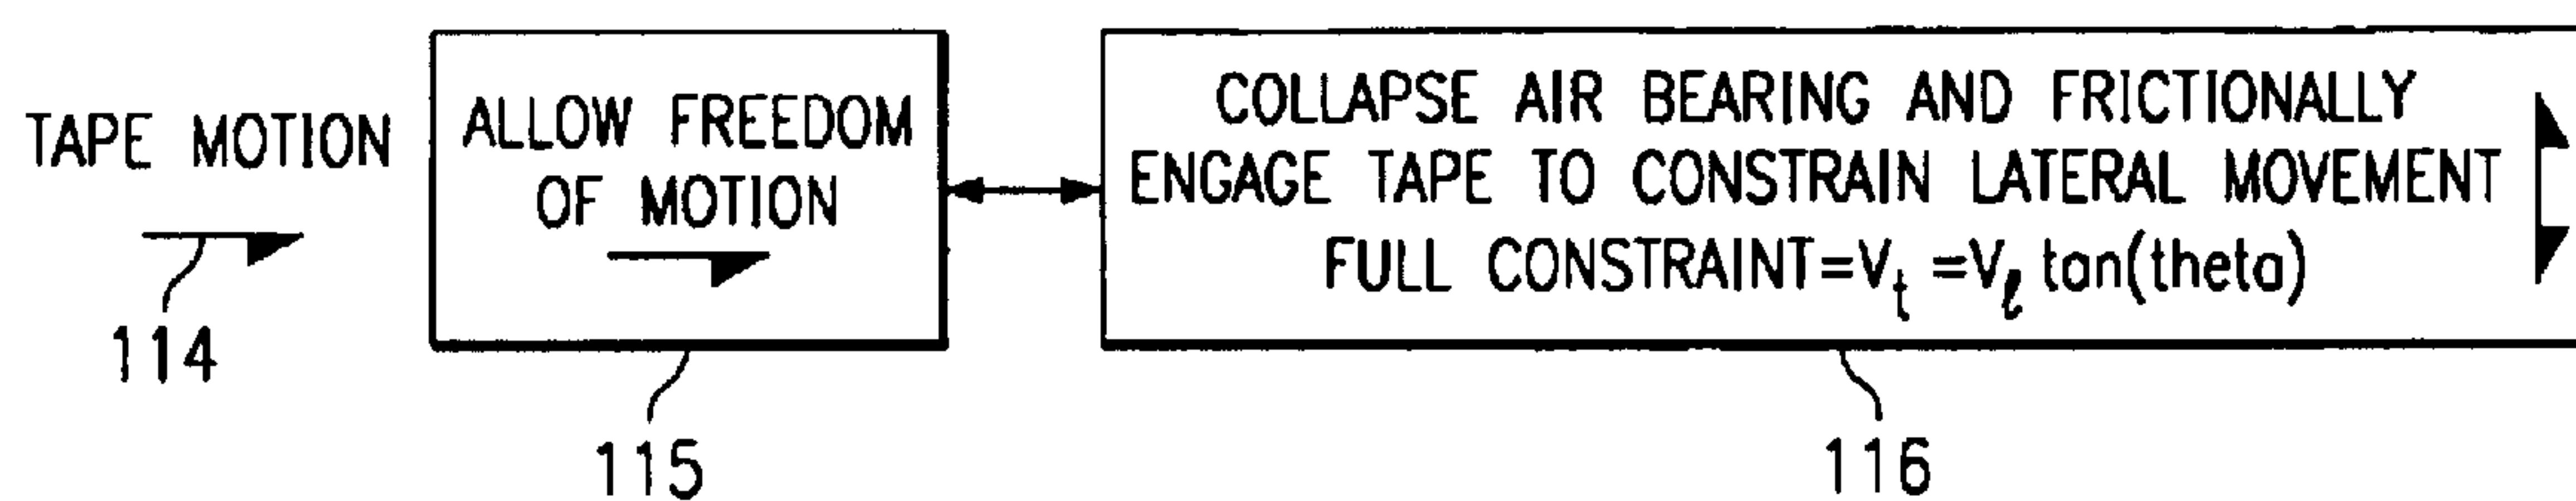 TAPE MOTION
114
ALLOW FREEDOM
OF MOTION
115
COLLAPSE AIR BEARING AND FRICTIONALLY
ENGAGE TAPE TO CONSTRAIN LATERAL MOVEMENT
FULL CONSTRAINT=Vt =Vℓ tan(theta)
116